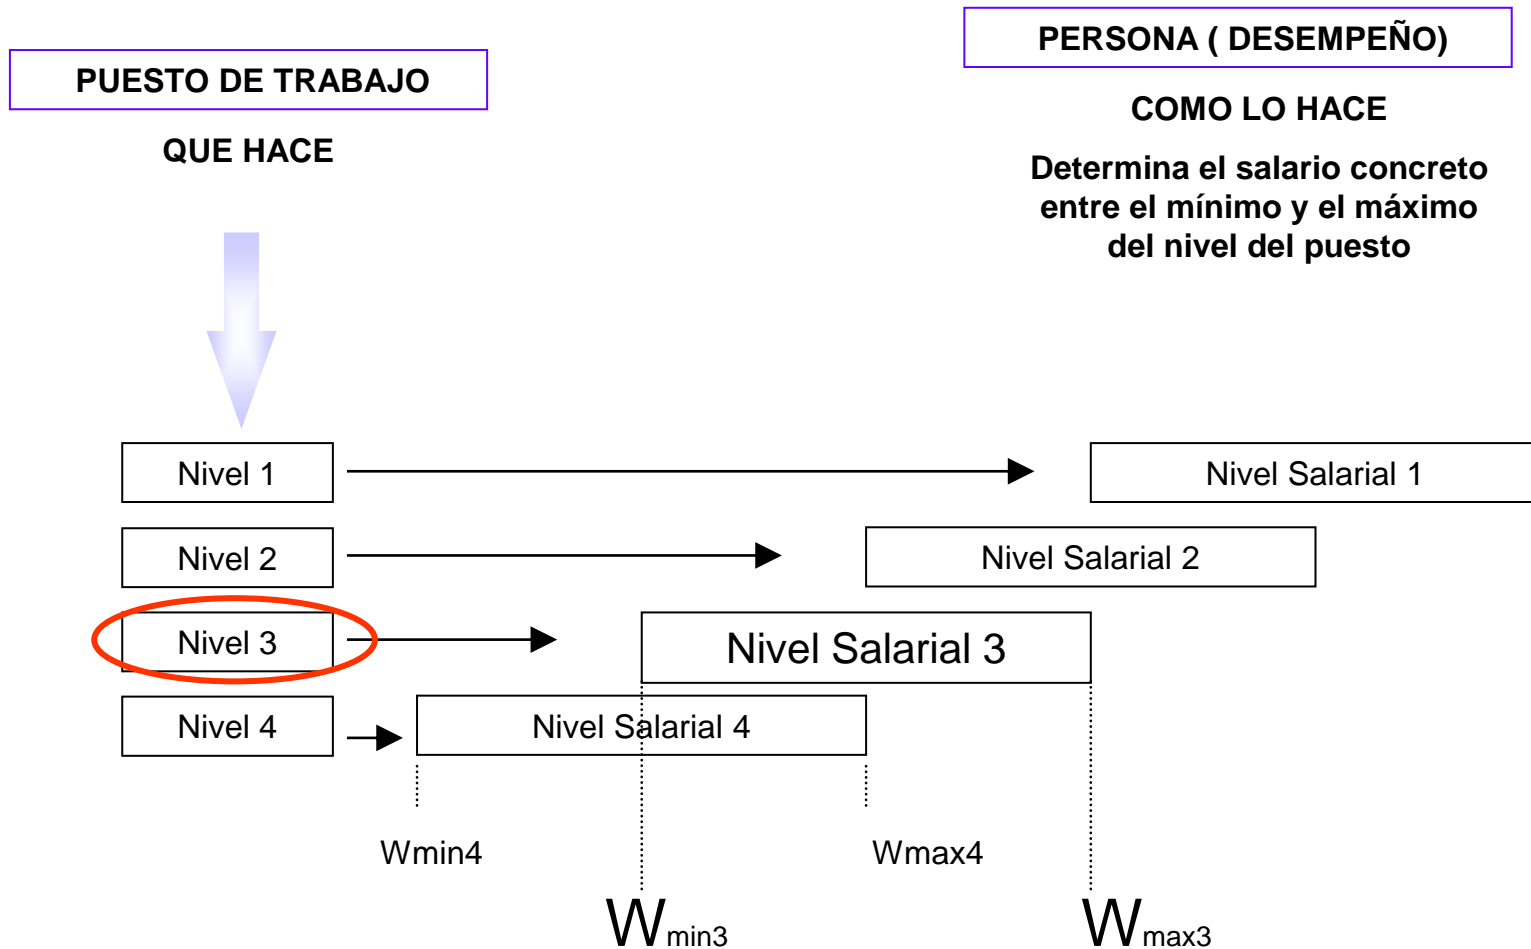 PUESTO DE TRABAJO
QUE HACE
PERSONA ( DESEMPEÑO)
COMO LO HACE
Determina el salario concreto
entre el mínimo y el máximo
del nivel del puesto
Nivel 1
Nivel Salarial 1
Nivel 2
Nivel Salarial 2
Nivel 3
Nivel Salarial 3
Nivel 4
Nivel Salarial 4
Wmin4
Wmax4
Wmin3
Wmax3